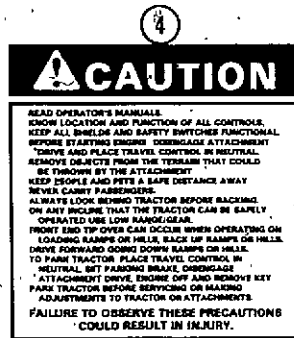 4
CAUTION
READ OPERATOR'S MANUALS.
KNOW LOCATION AND FUNCTION OF ALL CONTROLS.
KEEP ALL SHIELDS AND SAFETY SWITCHES FUNCTIONAL.
BEFORE STARTING ENGINE DISENGAGE ATTACHMENT
DRIVE AND PLACE TRAVEL CONTROL IN NEUTRAL.
REMOVE OBJECTS FROM THE TERRAIN THAT COULD
BE THROWN BY THE ATTACHMENT
KEEP PEOPLE AND PETS A SAFE DISTANCE AWAY
NEVER CARRY PASSENGERS.
ALWAYS LOOK BEHIND TRACTOR BEFORE BACKING.
ON ANY INCLINE THAT THE TRACTOR CAN BE SAFELY
OPERATED USE LOW RANGE/GEAR.
FRONT END TIP OVER CAN OCCUR WHEN OPERATING ON
LOADING RAMPS OR HILLS, BACK UP RAMPS OR HILLS.
DRIVE FORWARD GOING DOWN RAMPS OR HILLS.
TO PARK TRACTOR PLACE TRAVEL CONTROL IN
NEUTRAL, SET PARKING BRAKE, DISENGAGE
ATTACHMENT DRIVE, ENGINE OFF AND REMOVE KEY
PARK TRACTOR BEFORE SERVICING OR MAKING
ADJUSTMENTS TO TRACTOR OR ATTACHMENTS.
FAILURE TO OBSERVE THESE PRECAUTIONS
COULD RESULT IN INJURY.